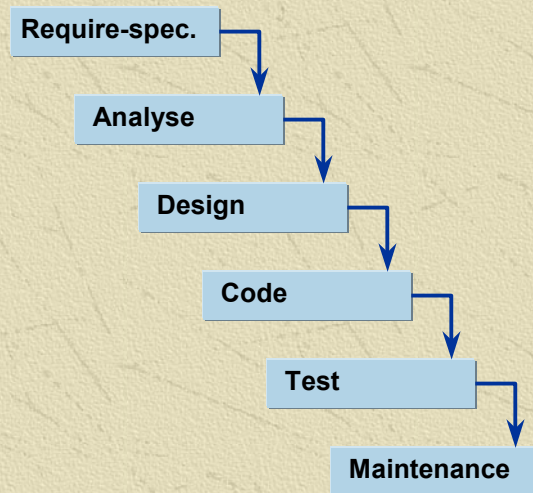 Require-spec.
Analyse
Design
Code
Test
Maintenance